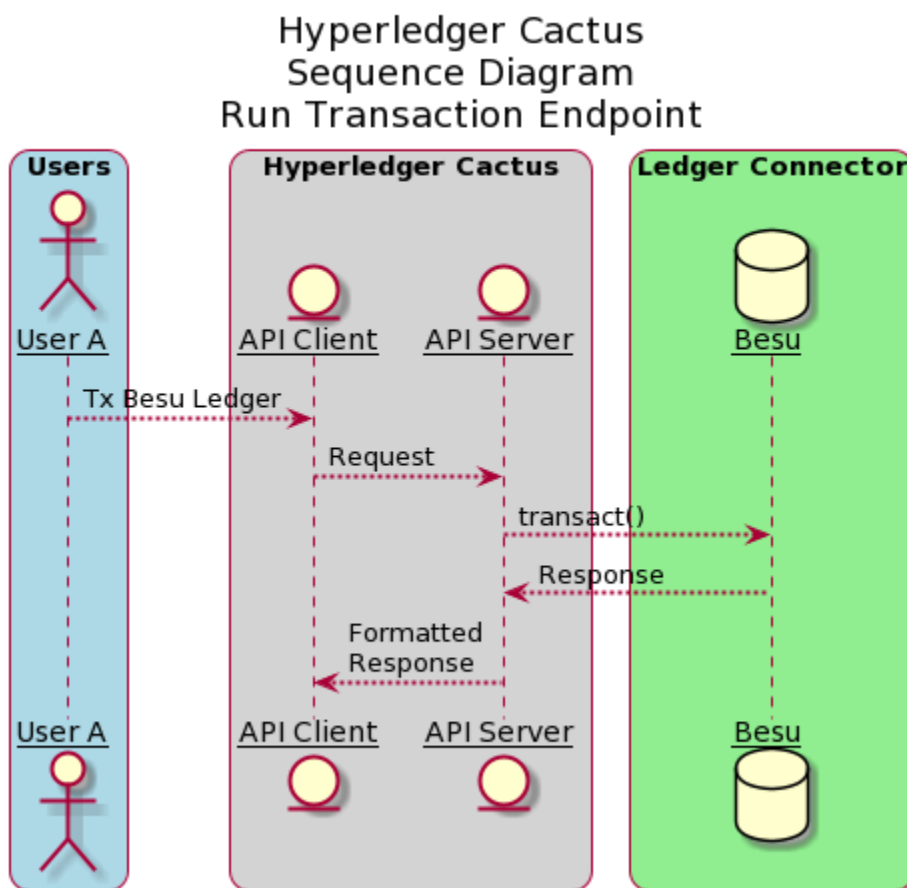 Hyperledger Cactus
Sequence Diagram
Run Transaction Endpoint
Users
Hyperledger Cactus
Ledger Connector
User A
API Client
API Server
Besu
Tx Besu Ledger
Request
transact()
Response
Formatted
Response
User A
API Client
API Server
Besu